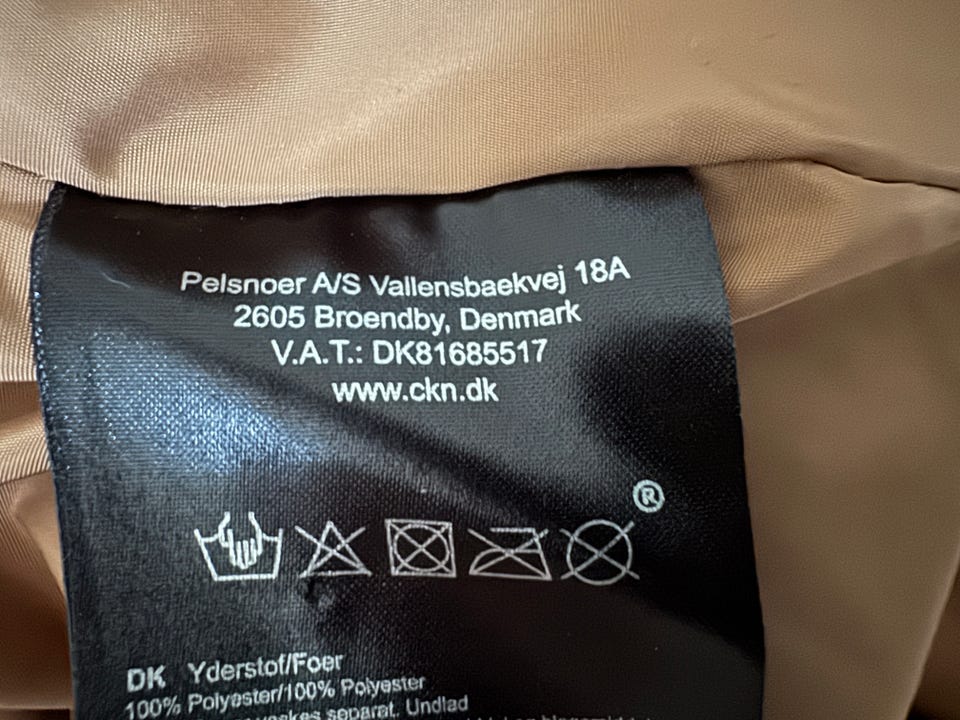 Pelsnoer A/S Vallensbaekvej 18A
2605 Broendby, Denmark
V.A.T.: DK81685517
www.ckn.dk
®
DK Yderstof/Foer
100% Polyester/100% Polyester
vaskes separat. Undlad